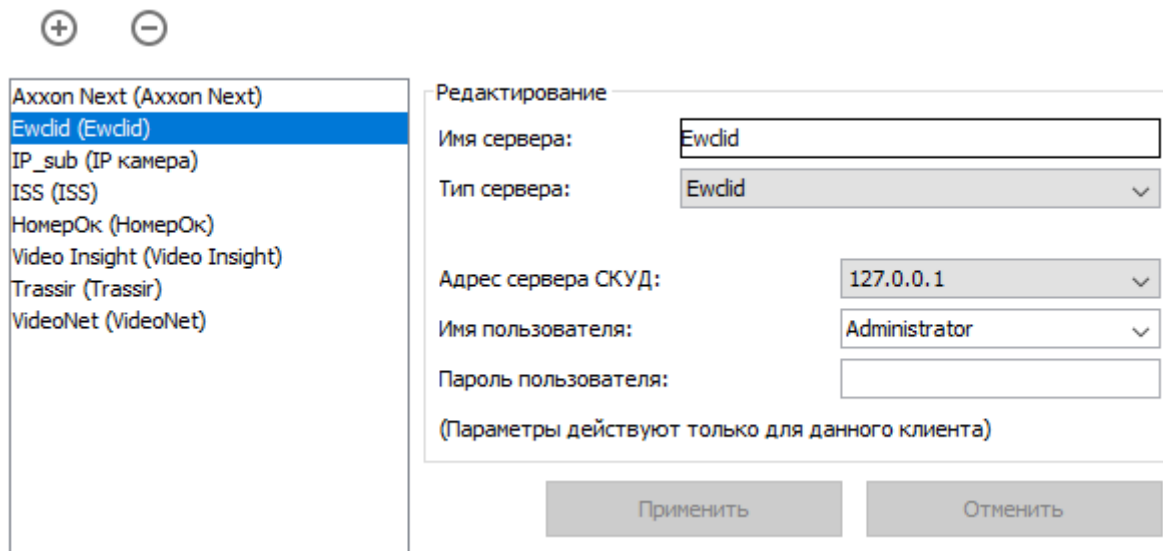 Axxon Next (Axxon Next)
Ewclid (Ewclid)
IP_sub (IP камера)
ISS (ISS)
НомерОк (НомерОк)
Video Insight (Video Insight)
Trassir (Trassir)
VideoNet (VideoNet)
Редактирование
Имя сервера: Ewclid
Тип сервера: Ewclid
Адрес сервера СКУД: 127.0.0.1
Имя пользователя: Administrator
Пароль пользователя:
(Параметры действуют только для данного клиента)
Применить Отменить